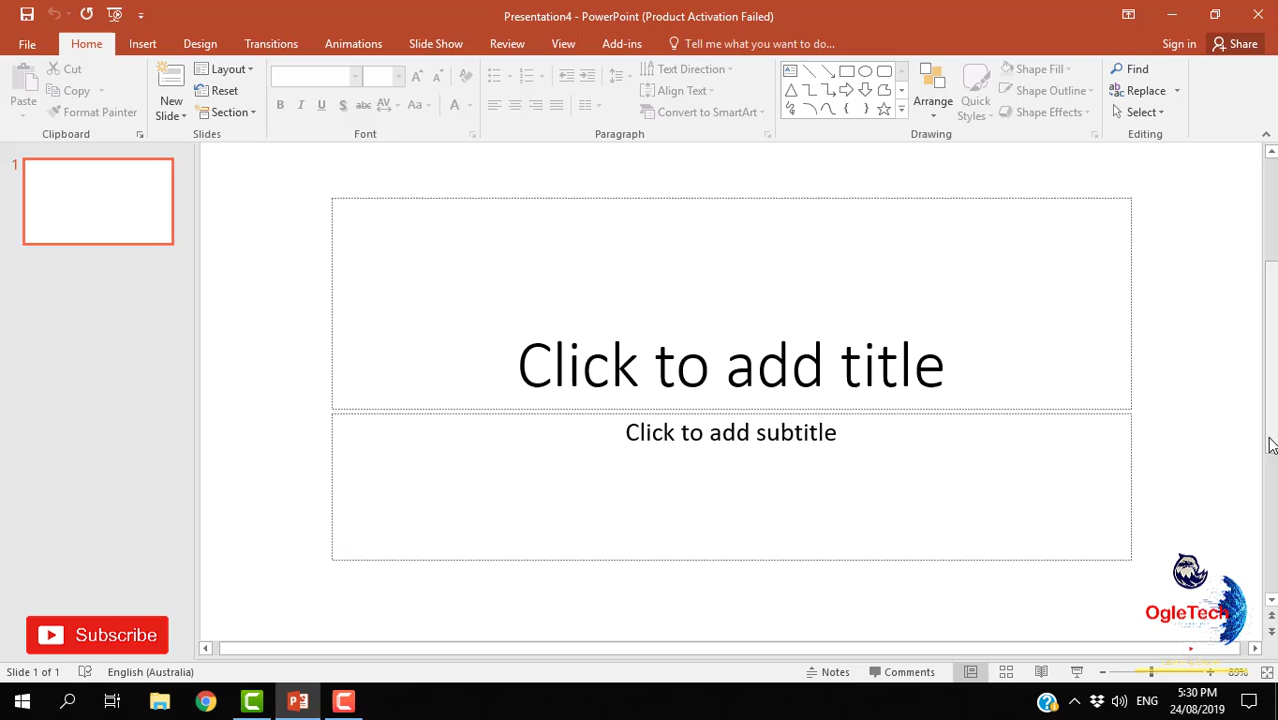 Presentation4 - PowerPoint (Product Activation Failed)
File Home Insert Design Transitions Animations Slide Show Review View Add-ins Tell me what you want to do... Sign in Share
Paste
Cut
Copy
Format Painter
Clipboard
New Slide
Layout
Reset
Section
Slides
B I U S abc AV Aa A
Font
Text Direction
Align Text
Convert to SmartArt
Paragraph
Arrange
Quick Styles
Shape Fill
Shape Outline
Shape Effects
Drawing
Find
Replace
Select
Editing
1
Click to add title
Click to add subtitle
OgleTech
Subscribe
Slide 1 of 1 English (Australia) Notes Comments 89%
ENG
5:30 PM
24/08/2019